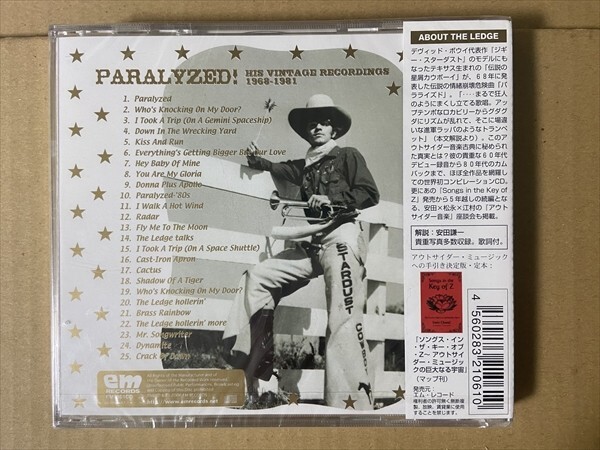 PARALYZED!
HIS VINTAGE RECORDINGS
1968-1981
1. Paralyzed
2. Who's Knocking On My Door?
3. I Took A Trip (On A Gemini Spaceship)
4. Down In The Wrecking Yard
5. Kiss And Run
6. Everything's Getting Bigger But Our Love
7. Hey Baby Of Mine
8. You Are My Gloria
9. Donna Plus Apollo
10. Paralyzed '80s
11. I Walk A Hot Wind
12. Radar
13. Fly Me To The Moon
14. The Ledge talks
15. I Took A Trip (On A Space Shuttle)
16. Cast-Iron Apron
17. Cactus
18. Shadow Of A Tiger
19. Who's Knocking On My Door?
20. The Ledge hollerin'
21. Brass Rainbow
22. The Ledge hollerin' more
23. Mr. Songwriter
24. Dynamite
25. Crack Of Dawn
STARDUST COWBOY
em
RECORDS
http://www.emrecords.net
ABOUT THE LEDGE
デヴィッド・ボウイ代表作「ジギ
ー・スターダスト」のモデルにも
なったテキサス生まれの「伝説の
星屑カウボーイ」が、６８年に発
表した伝説の情緒崩壊危険曲「パ
ラライズド」。「‥‥まるで狂人
のようにまくし立てる歌唱。アップ
テンポなロカビリーからグダグ
ダにリズムが乱れて、そこに場違
いな進軍ラッパのようなトランペ
ット」（本文解説より）。このア
ウトサイダー音楽古典に秘められ
た真実とは？彼の貴重な６０年代
デビュー録音から８０年代のカム
バックまで、ほぼ全作品を網羅し
ての世界初コンピレーションCD。
更にあの「Songs in the Key of
Z」発売から５年越しの続編とな
る、安田×松永×江村の「アウト
サイダー音楽」座談会も掲載。
解説：安田謙一
貴重写真多数収録。歌詞付。
アウトサイダー・ミュージック
への手引き決定版・定本：
Songs in the
Key of Z
「ソングス・イン
・ザ・キー・オブ
・Z〜アウトサイ
ダー・ミュージッ
クの巨大なる宇宙」
（マップ刊）
発売元：
エム・レコード
4 560283 210610